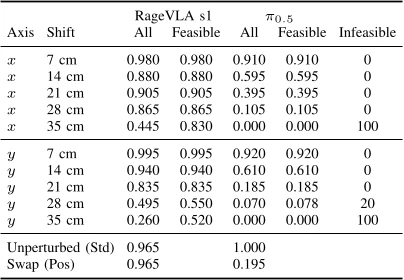 RageVLA s1 π0.5
Axis Shift All Feasible All Feasible Infeasible
x 7 cm 0.980 0.980 0.910 0.910 0
x 14 cm 0.880 0.880 0.595 0.595 0
x 21 cm 0.905 0.905 0.395 0.395 0
x 28 cm 0.865 0.865 0.105 0.105 0
x 35 cm 0.445 0.830 0.000 0.000 100
y 7 cm 0.995 0.995 0.920 0.920 0
y 14 cm 0.940 0.940 0.610 0.610 0
y 21 cm 0.835 0.835 0.185 0.185 0
y 28 cm 0.495 0.550 0.070 0.078 20
y 35 cm 0.260 0.520 0.000 0.000 100
Unperturbed (Std) 0.965 1.000
Swap (Pos) 0.965 0.195